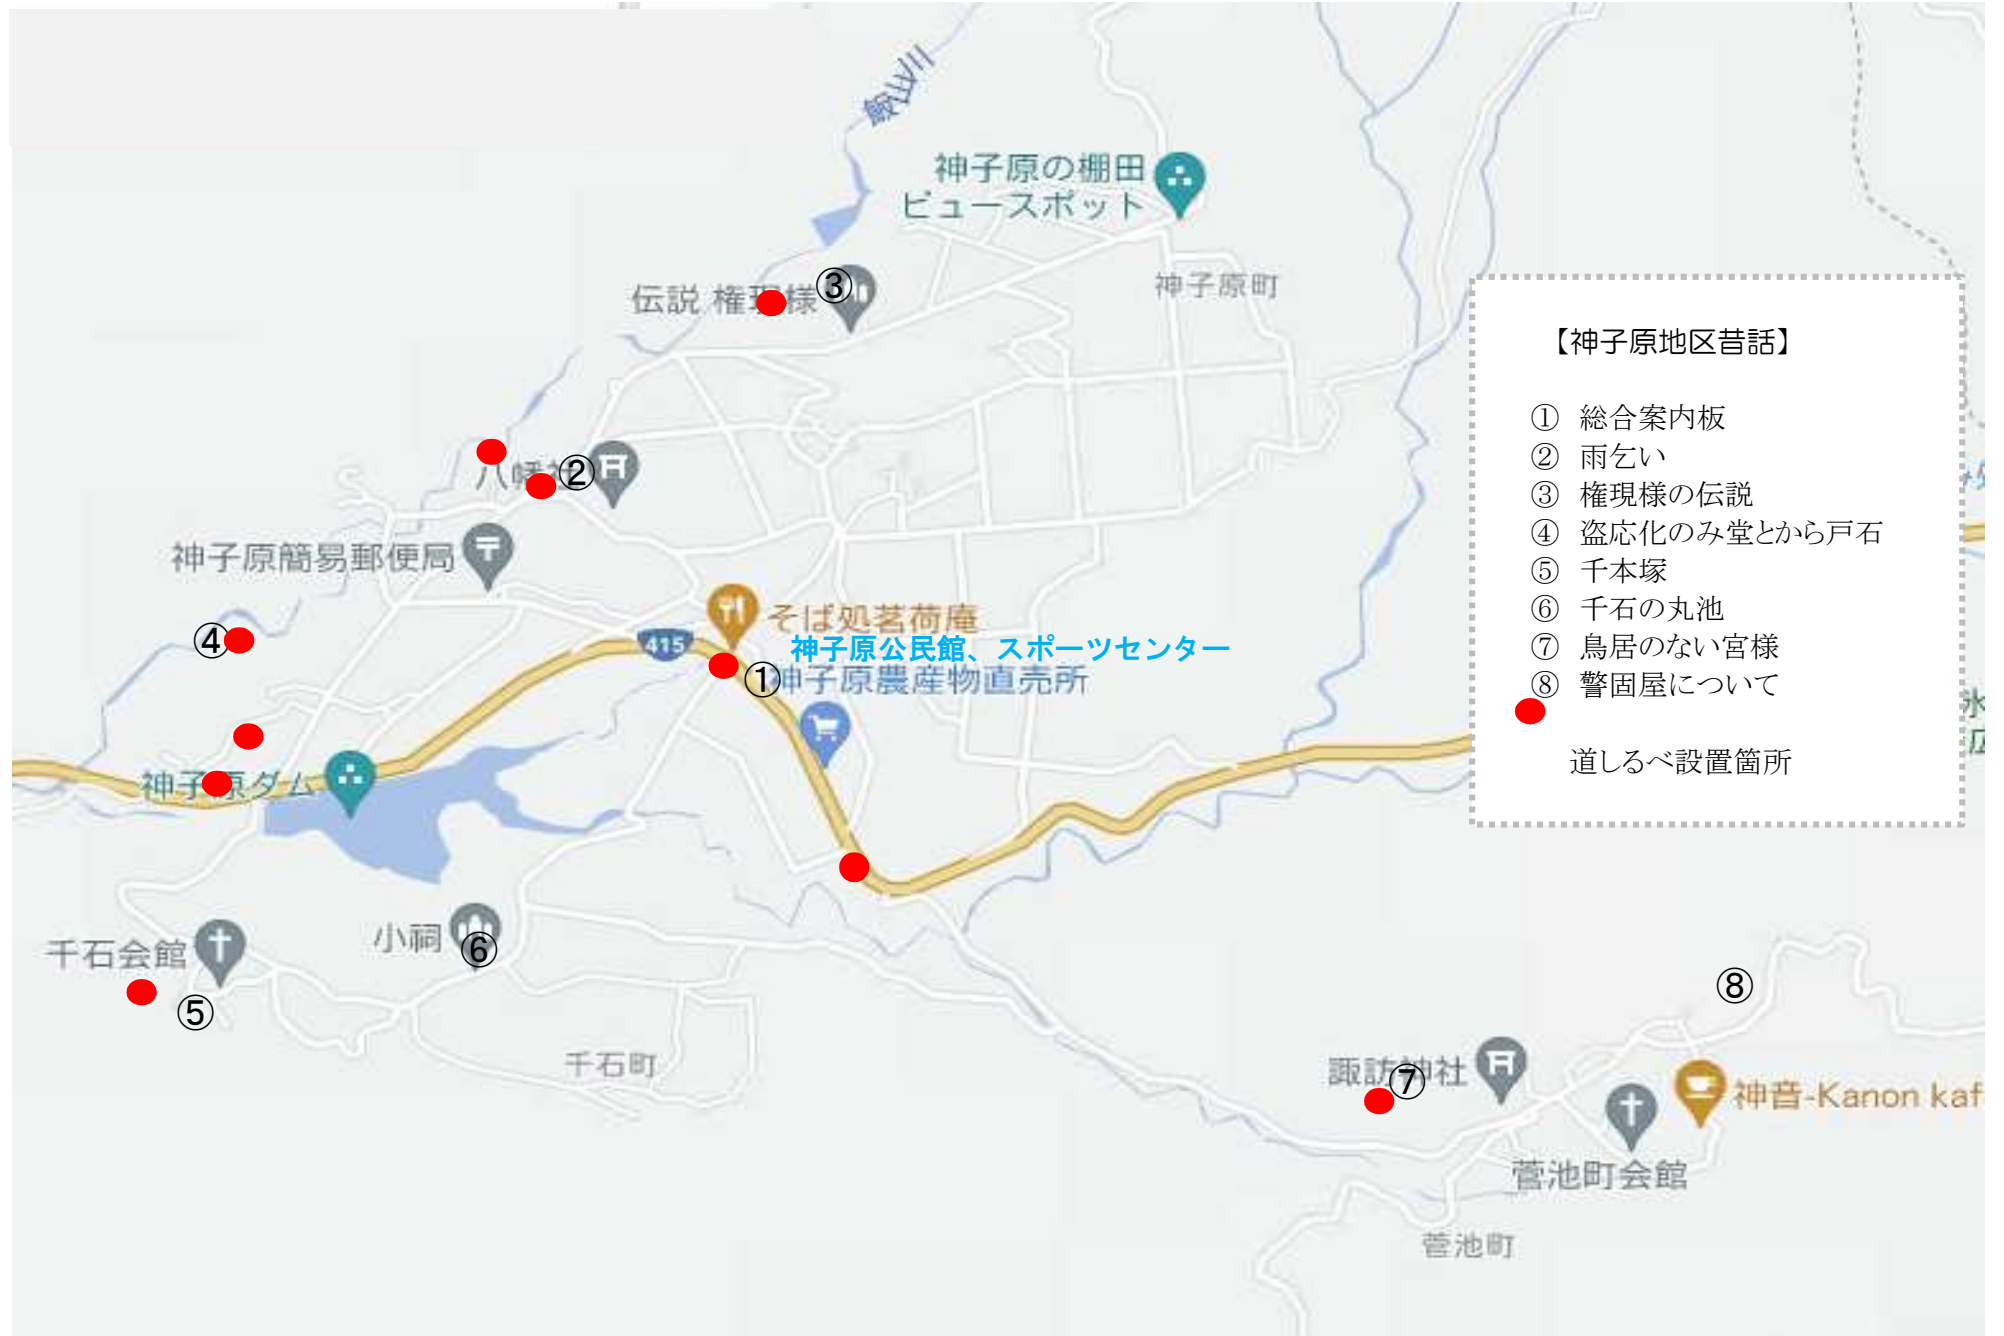 飯山川
神子原の棚田
ビュースポット
神子原町
伝説 権現様
③
八幡社
②
神子原簡易郵便局
④
415
そば処茗荷庵
神子原公民館、スポーツセンター
①
神子原農産物直売所
神子原ダム
千石会館
⑤
小祠
⑥
千石町
諏訪神社
⑦
⑧
神音-Kanon kaf
菅池町会館
菅池町
【神子原地区昔話】
① 総合案内板
② 雨乞い
③ 権現様の伝説
④ 盗応化のみ堂とから戸石
⑤ 千本塚
⑥ 千石の丸池
⑦ 鳥居のない宮様
⑧ 警固屋について
道しるべ設置箇所